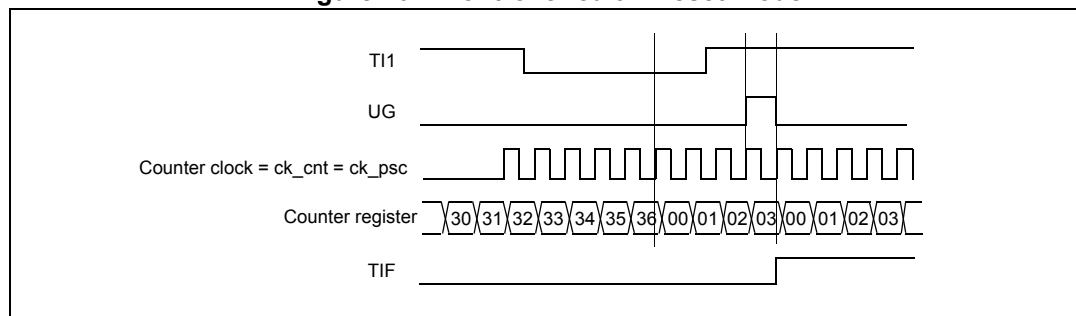 TI1
UG
Counter clock = ck_cnt = ck_psc
Counter register 30 31 32 33 34 35 36 00 01 02 03 00 01 02 03
TIF